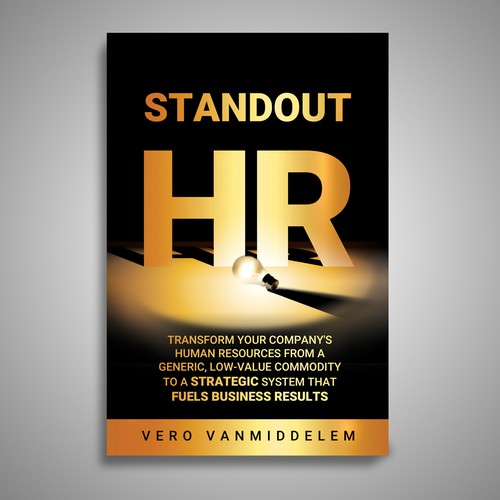 STANDOUT
HR
TRANSFORM YOUR COMPANY'S
HUMAN RESOURCES FROM A
GENERIC, LOW-VALUE COMMODITY
TO A STRATEGIC SYSTEM THAT
FUELS BUSINESS RESULTS
VERO VANMIDDELEM